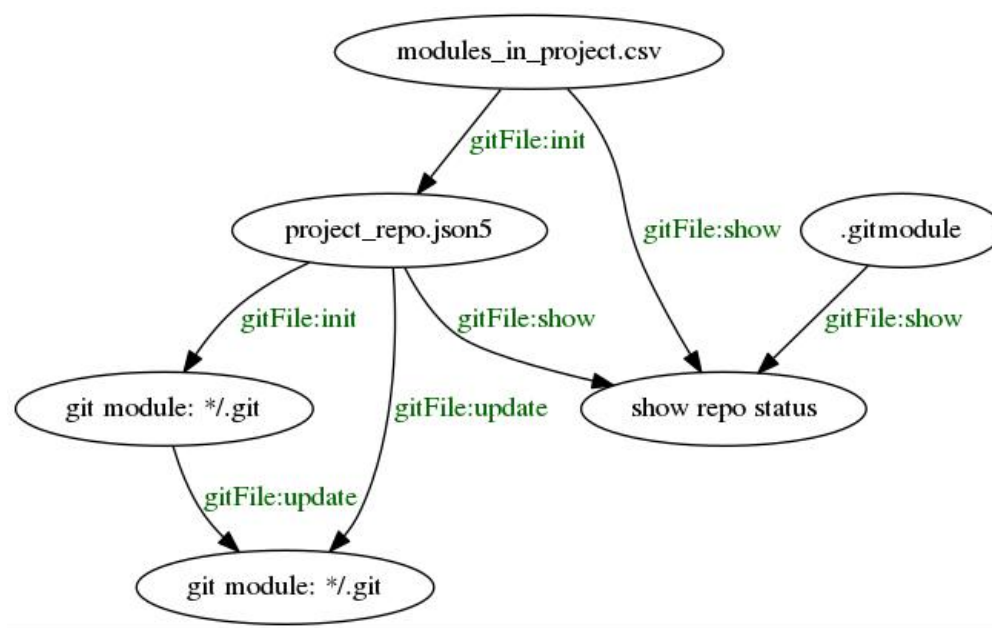 modules_in_project.csv
gitFile:init
project_repo.json5
gitFile:show
.gitmodule
gitFile:init
gitFile:show
gitFile:show
git module: */.git
gitFile:update
show repo status
gitFile:update
git module: */.git